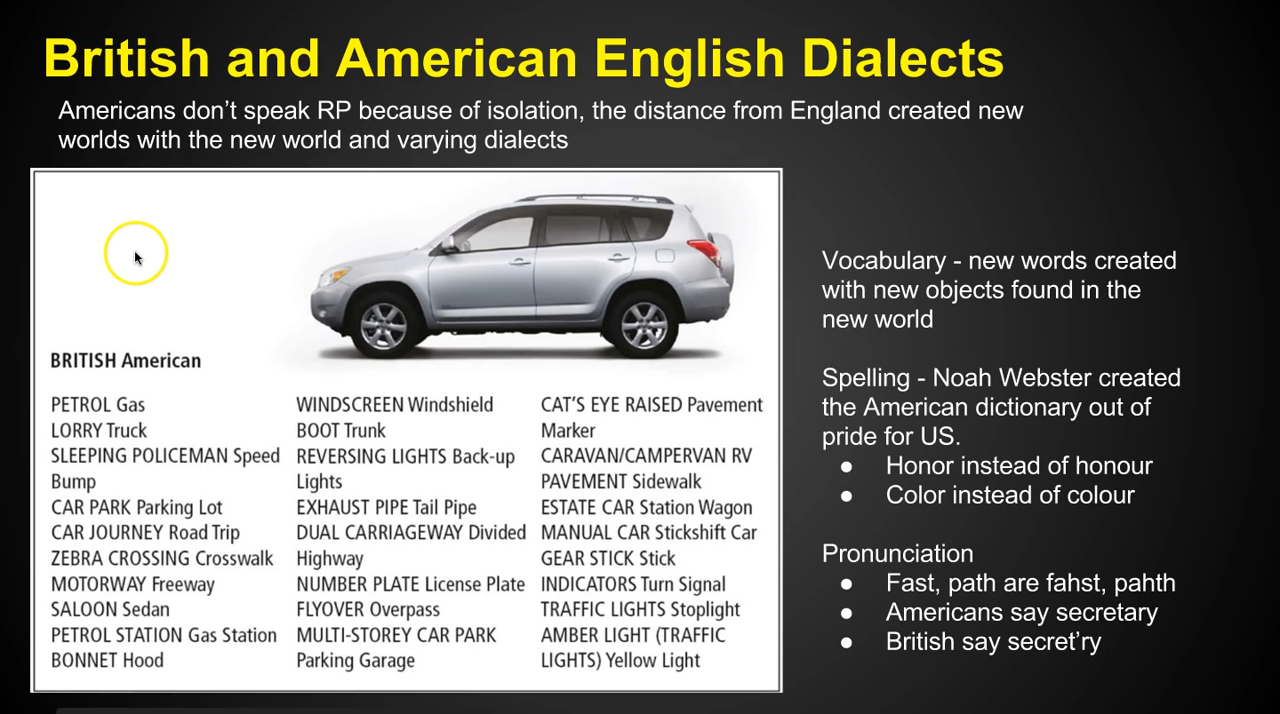 British and American English Dialects
Americans don’t speak RP because of isolation, the distance from England created new
worlds with the new world and varying dialects
BRITISH American
PETROL Gas
LORRY Truck
SLEEPING POLICEMAN Speed
Bump
CAR PARK Parking Lot
CAR JOURNEY Road Trip
ZEBRA CROSSING Crosswalk
MOTORWAY Freeway
SALOON Sedan
PETROL STATION Gas Station
BONNET Hood
WINDSCREEN Windshield
BOOT Trunk
REVERSING LIGHTS Back-up
Lights
EXHAUST PIPE Tail Pipe
DUAL CARRIAGEWAY Divided
Highway
NUMBER PLATE License Plate
FLYOVER Overpass
MULTI-STOREY CAR PARK
Parking Garage
CAT’S EYE RAISED Pavement
Marker
CARAVAN/CAMPERVAN RV
PAVEMENT Sidewalk
ESTATE CAR Station Wagon
MANUAL CAR Stickshift Car
GEAR STICK Stick
INDICATORS Turn Signal
TRAFFIC LIGHTS Stoplight
AMBER LIGHT (TRAFFIC
LIGHTS) Yellow Light
Vocabulary - new words created
with new objects found in the
new world
Spelling - Noah Webster created
the American dictionary out of
pride for US.
● Honor instead of honour
● Color instead of colour
Pronunciation
● Fast, path are fahst, pahth
● Americans say secretary
● British say secret’ry